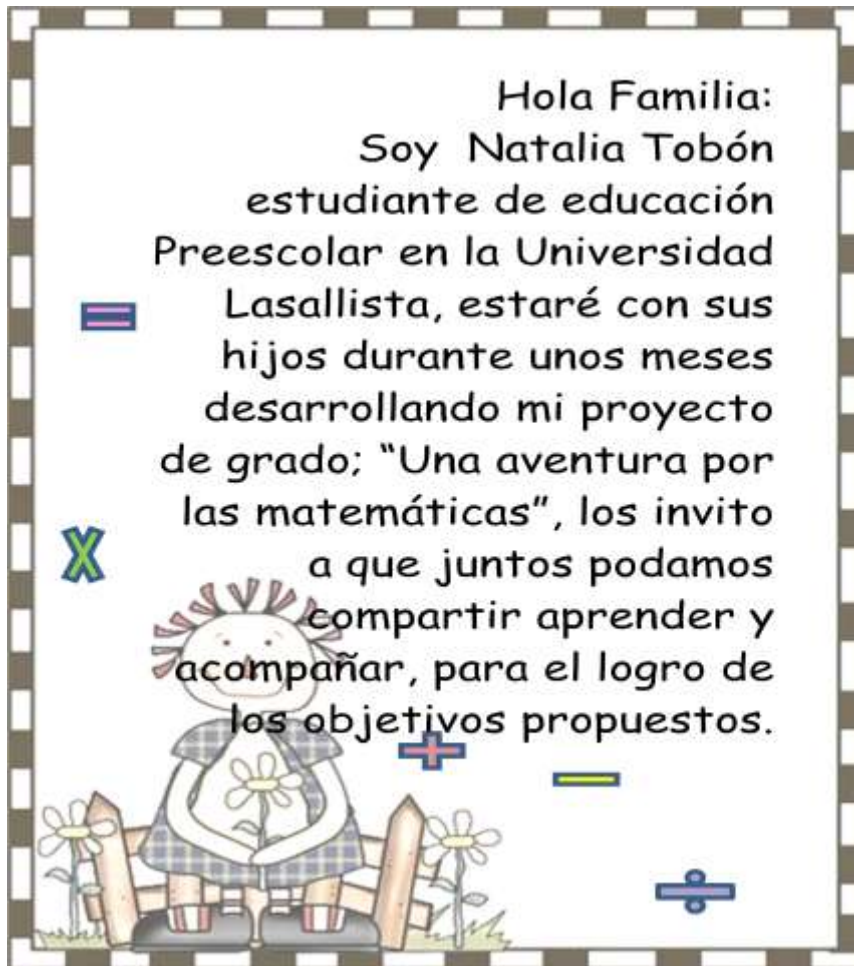 Hola Familia:
Soy Natalia Tobón
estudiante de educación
Preescolar en la Universidad
Lasallista, estaré con sus
hijos durante unos meses
desarrollando mi proyecto
de grado; “Una aventura por
las matemáticas”, los invito
a que juntos podamos
compartir aprender y
acompañar, para el logro de
los objetivos propuestos.